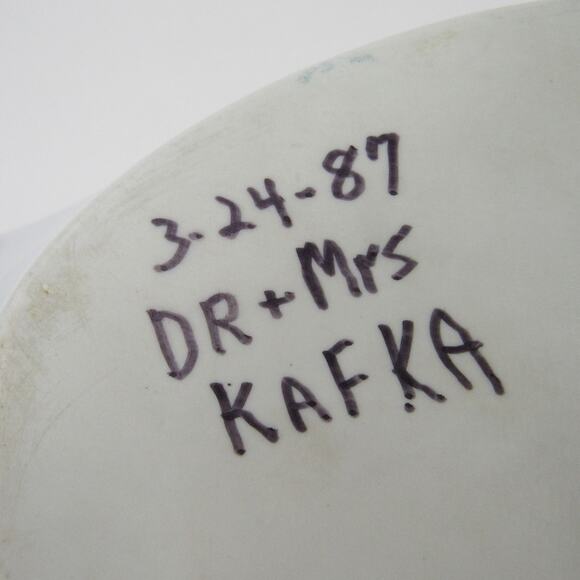 3-24-87
DR + Mrs
KAFKA